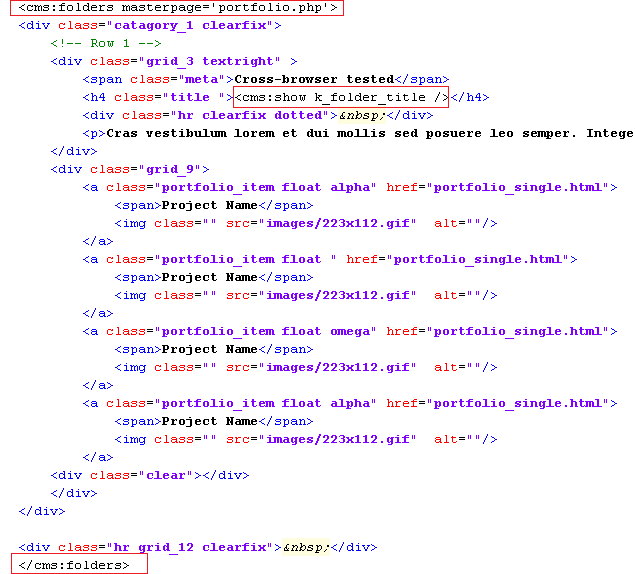 <cms:folders masterpage='portfolio.php'>
<div class="catagory_1 clearfix">
<!-- Row 1 -->
<div class="grid_3 textright" >
<span class="meta">Cross-browser tested</span>
<h4 class="title "><cms:show k_folder_title /></h4>
<div class="hr clearfix dotted">&nbsp;</div>
<p>Cras vestibulum lorem et dui mollis sed posuere leo semper. Intege
</div>
<div class="grid_9">
<a class="portfolio_item float alpha" href="portfolio_single.html">
<span>Project Name</span>
<img class="" src="images/223x112.gif"  alt=""/>
</a>
<a class="portfolio_item float " href="portfolio_single.html">
<span>Project Name</span>
<img class="" src="images/223x112.gif"  alt=""/>
</a>
<a class="portfolio_item float omega" href="portfolio_single.html">
<span>Project Name</span>
<img class="" src="images/223x112.gif"  alt=""/>
</a>
<a class="portfolio_item float alpha" href="portfolio_single.html">
<span>Project Name</span>
<img class="" src="images/223x112.gif"  alt=""/>
</a>
<div class="clear"></div>
</div>
</div>
<div class="hr grid_12 clearfix">&nbsp;</div>
</cms:folders>